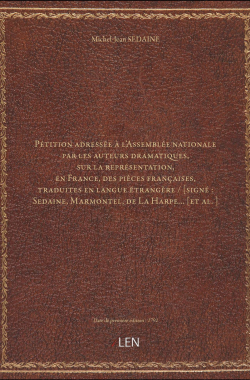 Michel-Jean SEDAINE
Pétition adressée à l'Assemblée nationale
par les auteurs dramatiques,
sur la représentation,
en France, des pièces françaises,
traduites en langue étrangère / [signé :
Sedaine, Marmontel, de La Harpe... [et al. ]
LEN